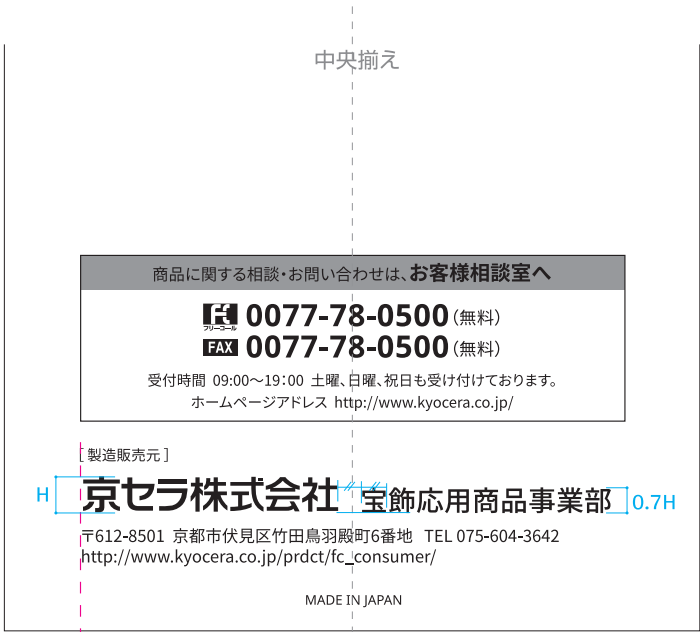 中央揃え
商品に関する相談・お問い合わせは、お客様相談室へ
フリーコール 0077-78-0500(無料)
FAX 0077-78-0500(無料)
受付時間 09:00〜19:00 土曜、日曜、祝日も受け付けております。
ホームページアドレス http://www.kyocera.co.jp/
[製造販売元]
H 京セラ株式会社 宝飾応用商品事業部 0.7H
〒612-8501 京都市伏見区竹田鳥羽殿町6番地 TEL 075-604-3642
http://www.kyocera.co.jp/prdct/fc_consumer/
MADE IN JAPAN